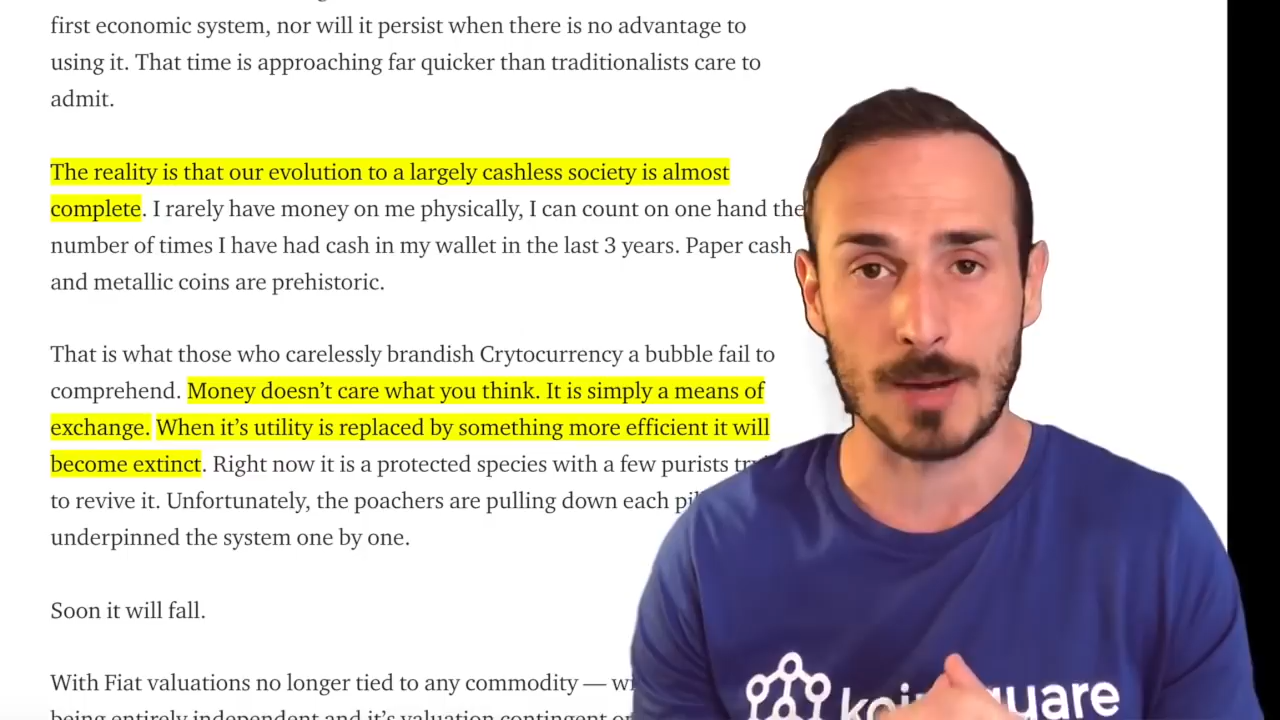 first economic system, nor will it persist when there is no advantage to
using it. That time is approaching far quicker than traditionalists care to
admit.
The reality is that our evolution to a largely cashless society is almost
complete. I rarely have money on me physically, I can count on one hand the
number of times I have had cash in my wallet in the last 3 years. Paper cash
and metallic coins are prehistoric.
That is what those who carelessly brandish Crytocurrency a bubble fail to
comprehend. Money doesn’t care what you think. It is simply a means of
exchange. When it’s utility is replaced by something more efficient it will
become extinct. Right now it is a protected species with a few purists
to revive it. Unfortunately, the poachers are pulling down each
underpinned the system one by one.
Soon it will fall.
With Fiat valuations no longer tied to any commodity —
being entirely independent and it’s valuation contingent